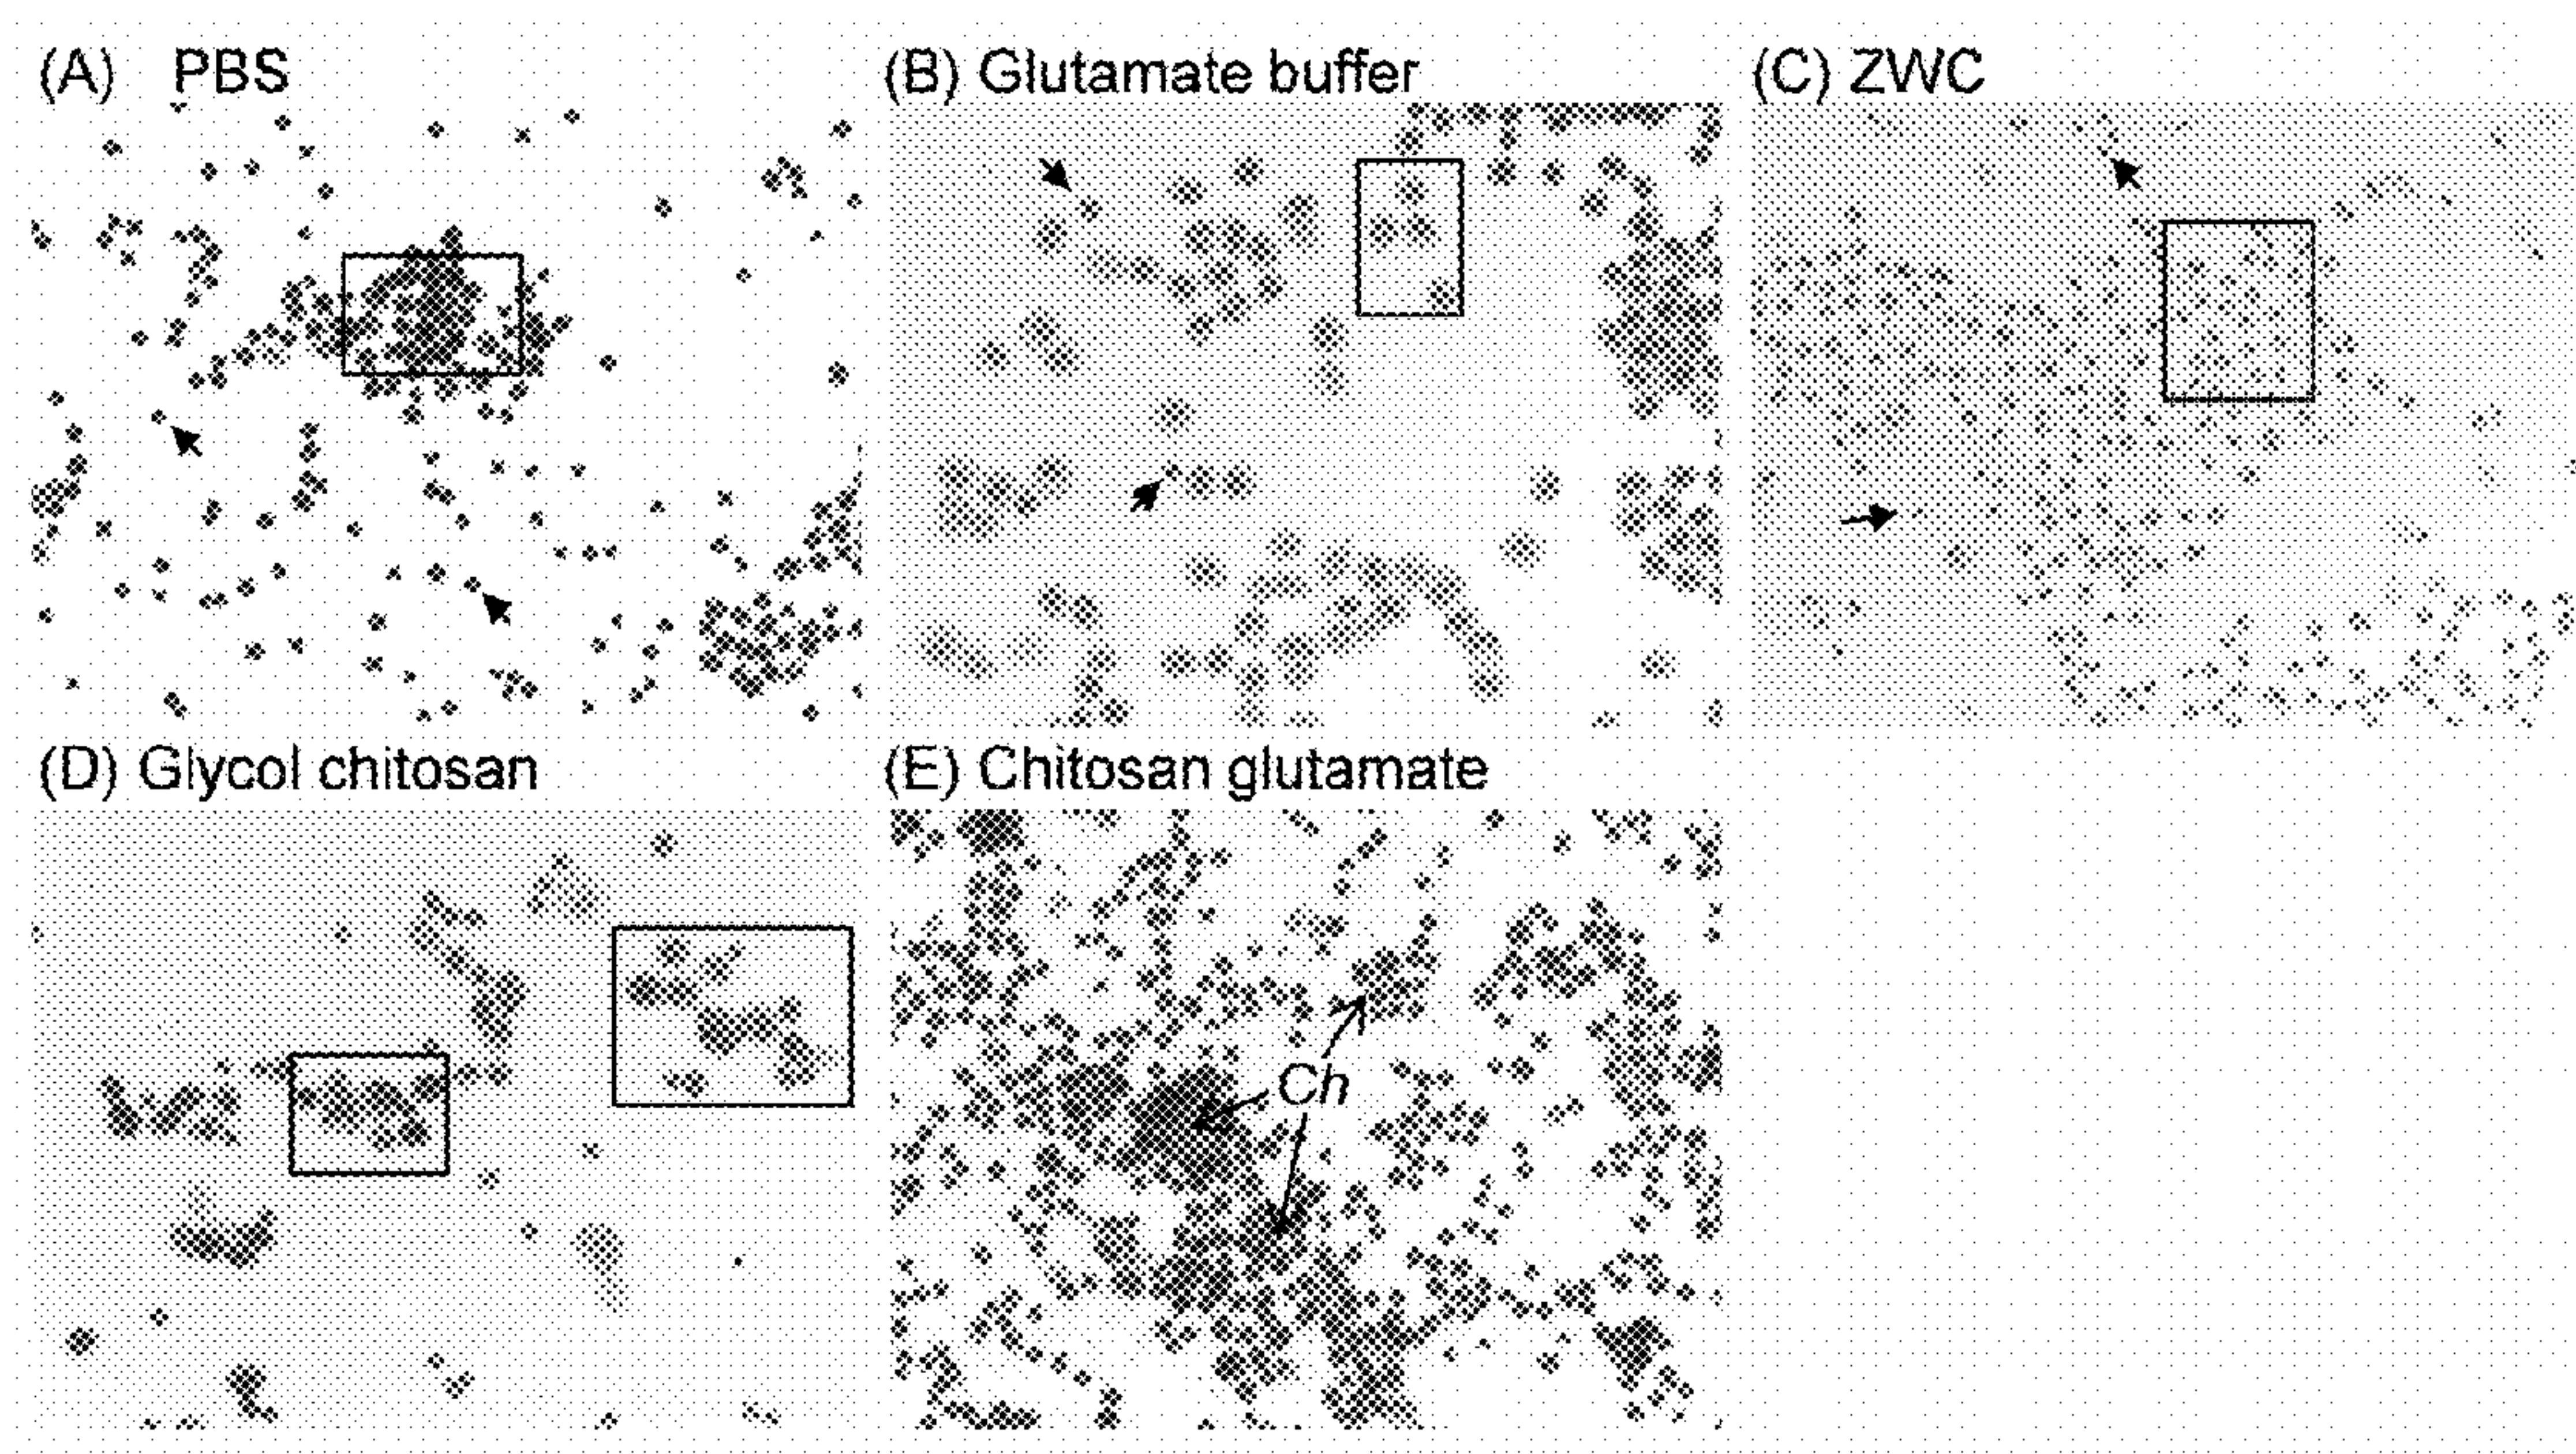 (A) PBS
(B) Glutamate buffer
(C) ZWC
(D) Glycol chitosan
(E) Chitosan glutamate
Ch